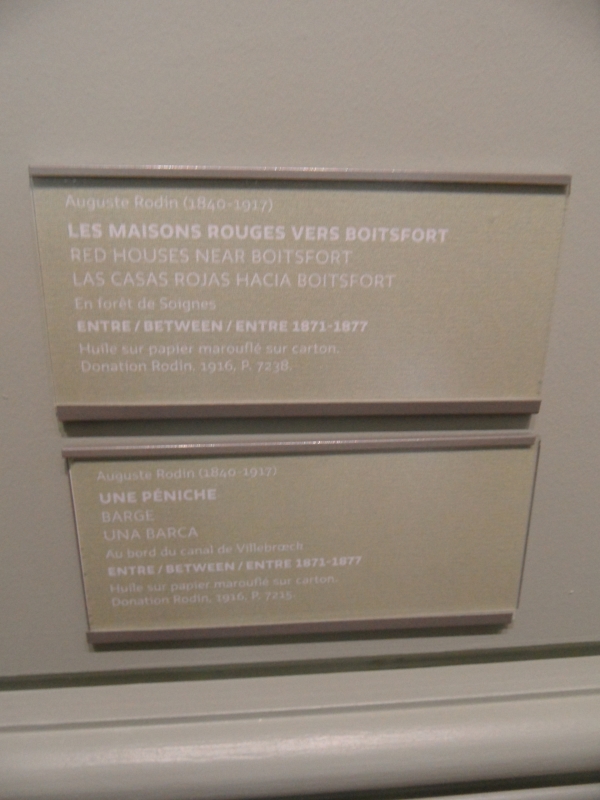 Auguste Rodin (1840-1917)
LES MAISONS ROUGES VERS BOITSFORT
RED HOUSES NEAR BOITSFORT
LAS CASAS ROJAS HACIA BOITSFORT
En forêt de Soignes
ENTRE / BETWEEN / ENTRE 1871-1877
Huile sur papier marouflé sur carton.
Donation Rodin, 1916, P. 7238.
Auguste Rodin (1840-1917)
UNE PÉNICHE
BARGE
UNA BARCA
Au bord du canal de Villebrœch
ENTRE / BETWEEN / ENTRE 1871-1877
Huile sur papier marouflé sur carton.
Donation Rodin, 1916, P. 7215.